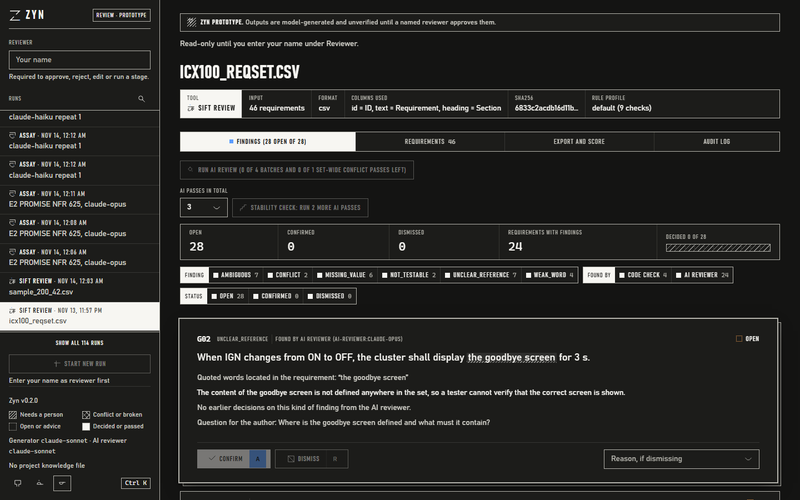 ZYN
REVIEW · PROTOTYPE
REVIEWER
Your name
Required to approve, reject, edit or run a stage.
RUNS
claude-haiku repeat 1
ASSAY · NOV 14, 12:12 AM
claude-haiku repeat 1
ASSAY · NOV 14, 12:12 AM
claude-haiku repeat 1
ASSAY · NOV 14, 12:11 AM
E2 PROMISE NFR 625, claude-opus
ASSAY · NOV 14, 12:08 AM
E2 PROMISE NFR 625, claude-opus
ASSAY · NOV 14, 12:06 AM
E2 PROMISE NFR 625, claude-opus
SIFT REVIEW · NOV 14, 12:03 AM
sample_200_42.csv
SIFT REVIEW · NOV 13, 11:57 PM
icx100_reqset.csv
SHOW ALL 114 RUNS
START NEW RUN
Enter your name as reviewer first
Zyn v0.2.0
Needs a person
Conflict or broken
Open or advice
Decided or passed
Generator claude-sonnet · AI reviewer
claude-sonnet
No project knowledge file
Ctrl K
ZYN PROTOTYPE. Outputs are model-generated and unverified until a named reviewer approves them.
Read-only until you enter your name under Reviewer.
ICX100_REQSET.CSV
TOOL
SIFT REVIEW
INPUT
46 requirements
FORMAT
csv
COLUMNS USED
id = ID, text = Requirement, heading = Section
SHA256
6833c2acdb16d11b…
RULE PROFILE
default (9 checks)
FINDINGS (28 OPEN OF 28)
REQUIREMENTS 46
EXPORT AND SCORE
AUDIT LOG
RUN AI REVIEW (0 OF 4 BATCHES AND 0 OF 1 SET-WIDE CONFLICT PASSES LEFT)
AI PASSES IN TOTAL
3
STABILITY CHECK: RUN 2 MORE AI PASSES
OPEN
28
CONFIRMED
0
DISMISSED
0
REQUIREMENTS WITH FINDINGS
24
DECIDED 0 OF 28
FINDING
AMBIGUOUS 7
CONFLICT 2
MISSING_VALUE 6
NOT_TESTABLE 2
UNCLEAR_REFERENCE 7
WEAK_WORD 4
FOUND BY
CODE CHECK 4
AI REVIEWER 24
STATUS
OPEN 28
CONFIRMED 0
DISMISSED 0
G02
UNCLEAR_REFERENCE
FOUND BY AI REVIEWER (AI-REVIEWER:CLAUDE-OPUS)
OPEN
When IGN changes from ON to OFF, the cluster shall display the goodbye screen for 3 s.
Quoted words located in the requirement: "the goodbye screen"
The content of the goodbye screen is not defined anywhere in the set, so a tester cannot verify that the correct screen is shown.
No earlier decisions on this kind of finding from the AI reviewer.
Question for the author: Where is the goodbye screen defined and what must it contain?
CONFIRM
A
DISMISS
R
Reason, if dismissing